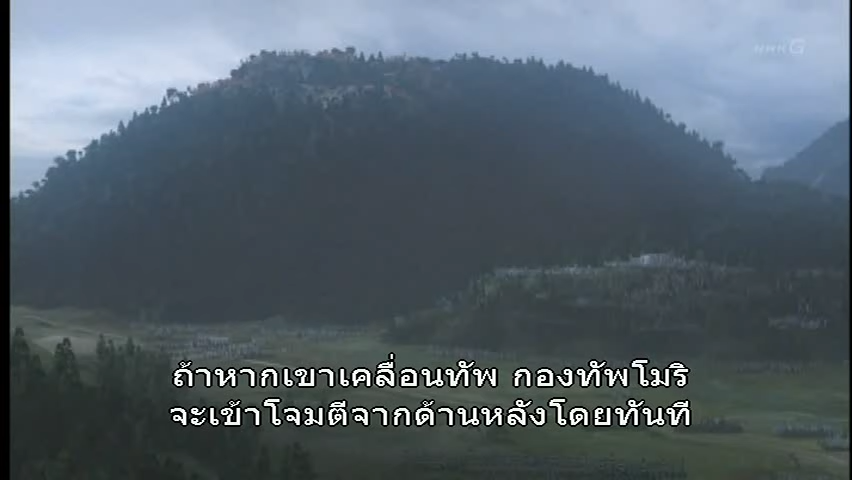 NHK G
ถ้าหากเขาเคลื่อนทัพ กองทัพโมริ
จะเข้าโจมตีจากด้านหลังโดยทันที